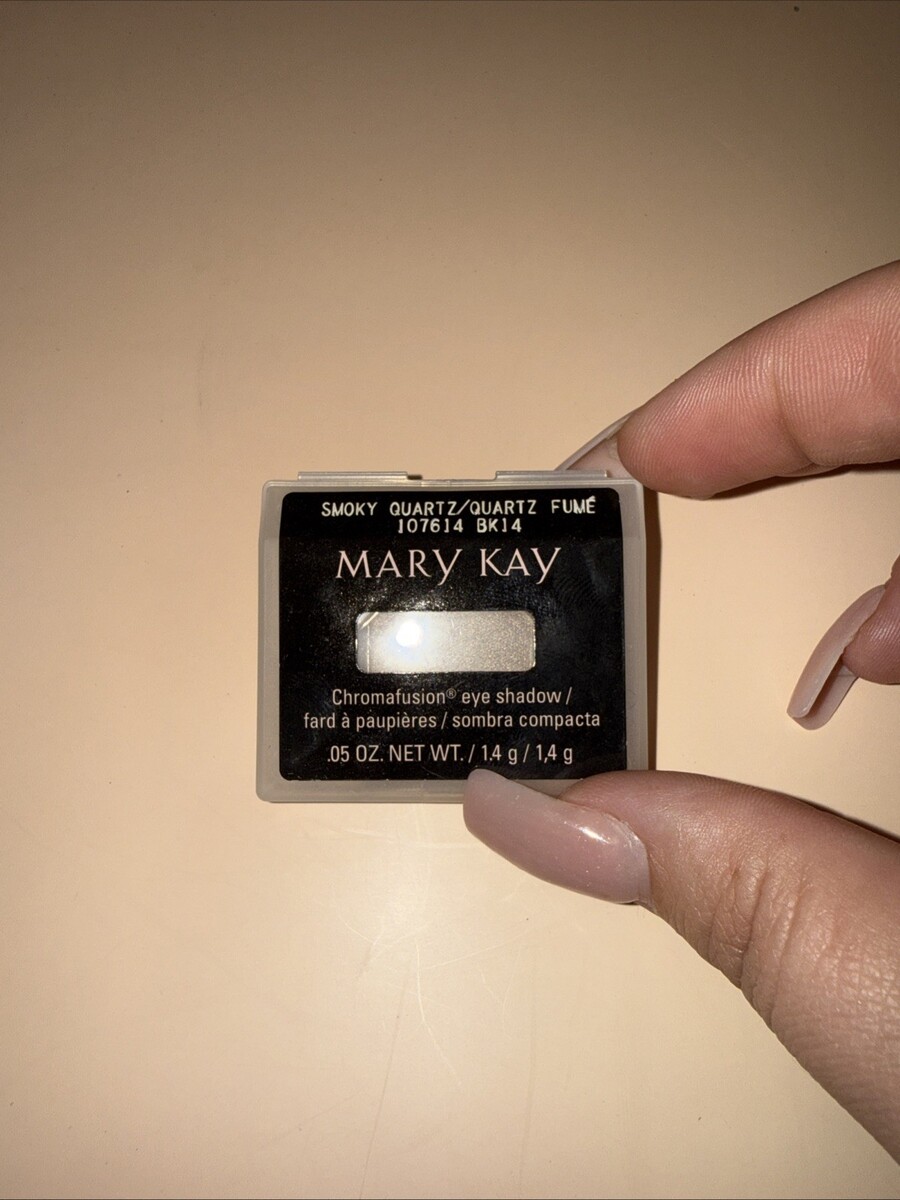 SMOKY QUARTZ/QUARTZ FUMÉ
107614 BK14
MARY KAY
Chromafusion® eye shadow /
fard à paupières / sombra compacta
.05 OZ. NET WT. / 1.4 g / 1,4 g